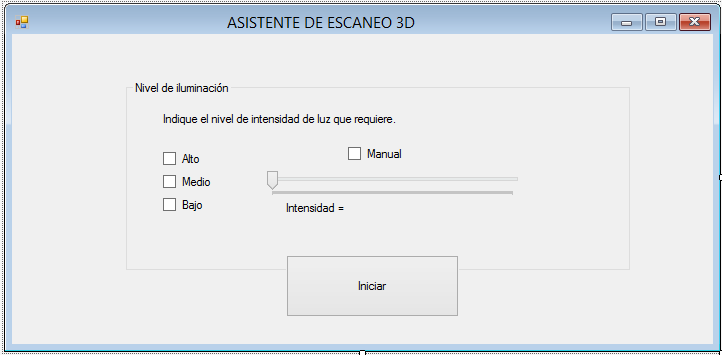 ASISTENTE DE ESCANEO 3D
Nivel de iluminación
Indique el nivel de intensidad de luz que requiere.
Manual
Alto
Medio
Bajo
Intensidad =
Iniciar